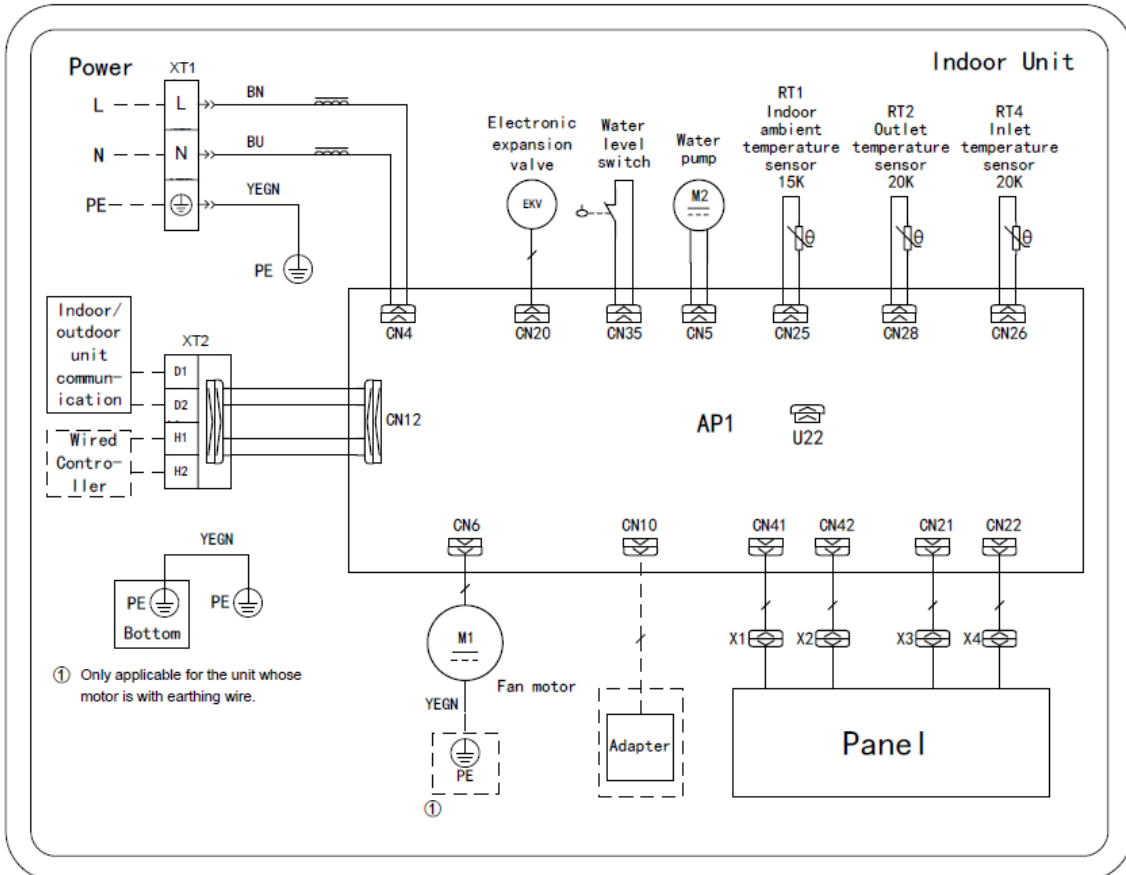 Indoor Unit
Power
XT1
L
L
BN
N
N
BU
PE
YEGN
PE
Electronic
expansion
valve
EKV
Water
level
switch
Water
pump
M2
RT1
Indoor
ambient
temperature
sensor
15K
θ
RT2
Outlet
temperature
sensor
20K
θ
RT4
Inlet
temperature
sensor
20K
θ
CN4
CN20
CN35
CN5
CN25
CN28
CN26
Indoor/
outdoor
unit
commun-
ication
XT2
D1
D2
H1
H2
Wired
Contro-
ller
CN12
AP1
U22
CN6
CN10
CN41
CN42
CN21
CN22
YEGN
PE
Bottom
PE
① Only applicable for the unit whose
motor is with earthing wire.
M1
Fan motor
YEGN
PE
①
Adapter
X1
X2
X3
X4
Panel